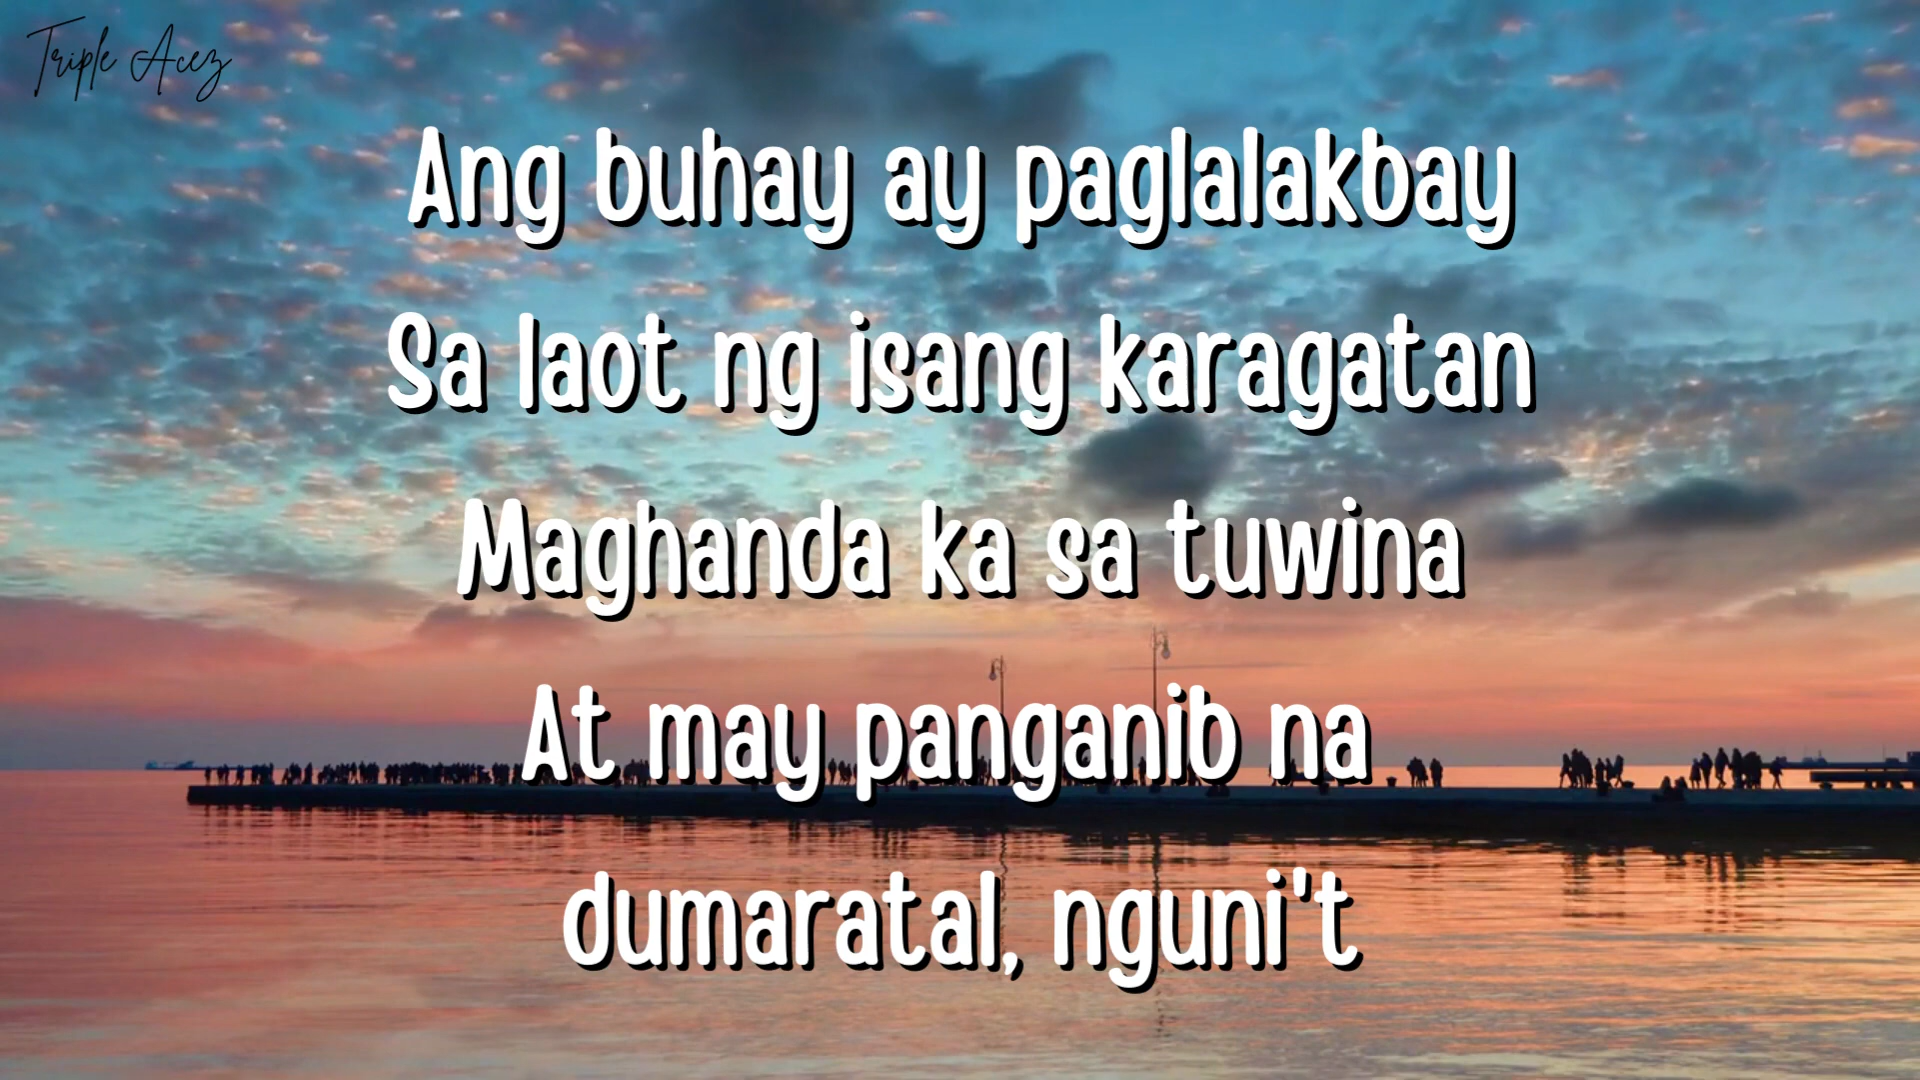 Triple Acez
Ang buhay ay paglalakbay
Sa laot ng isang karagatan
Maghanda ka sa tuwina
At may panganib na
dumaratal, nguni't